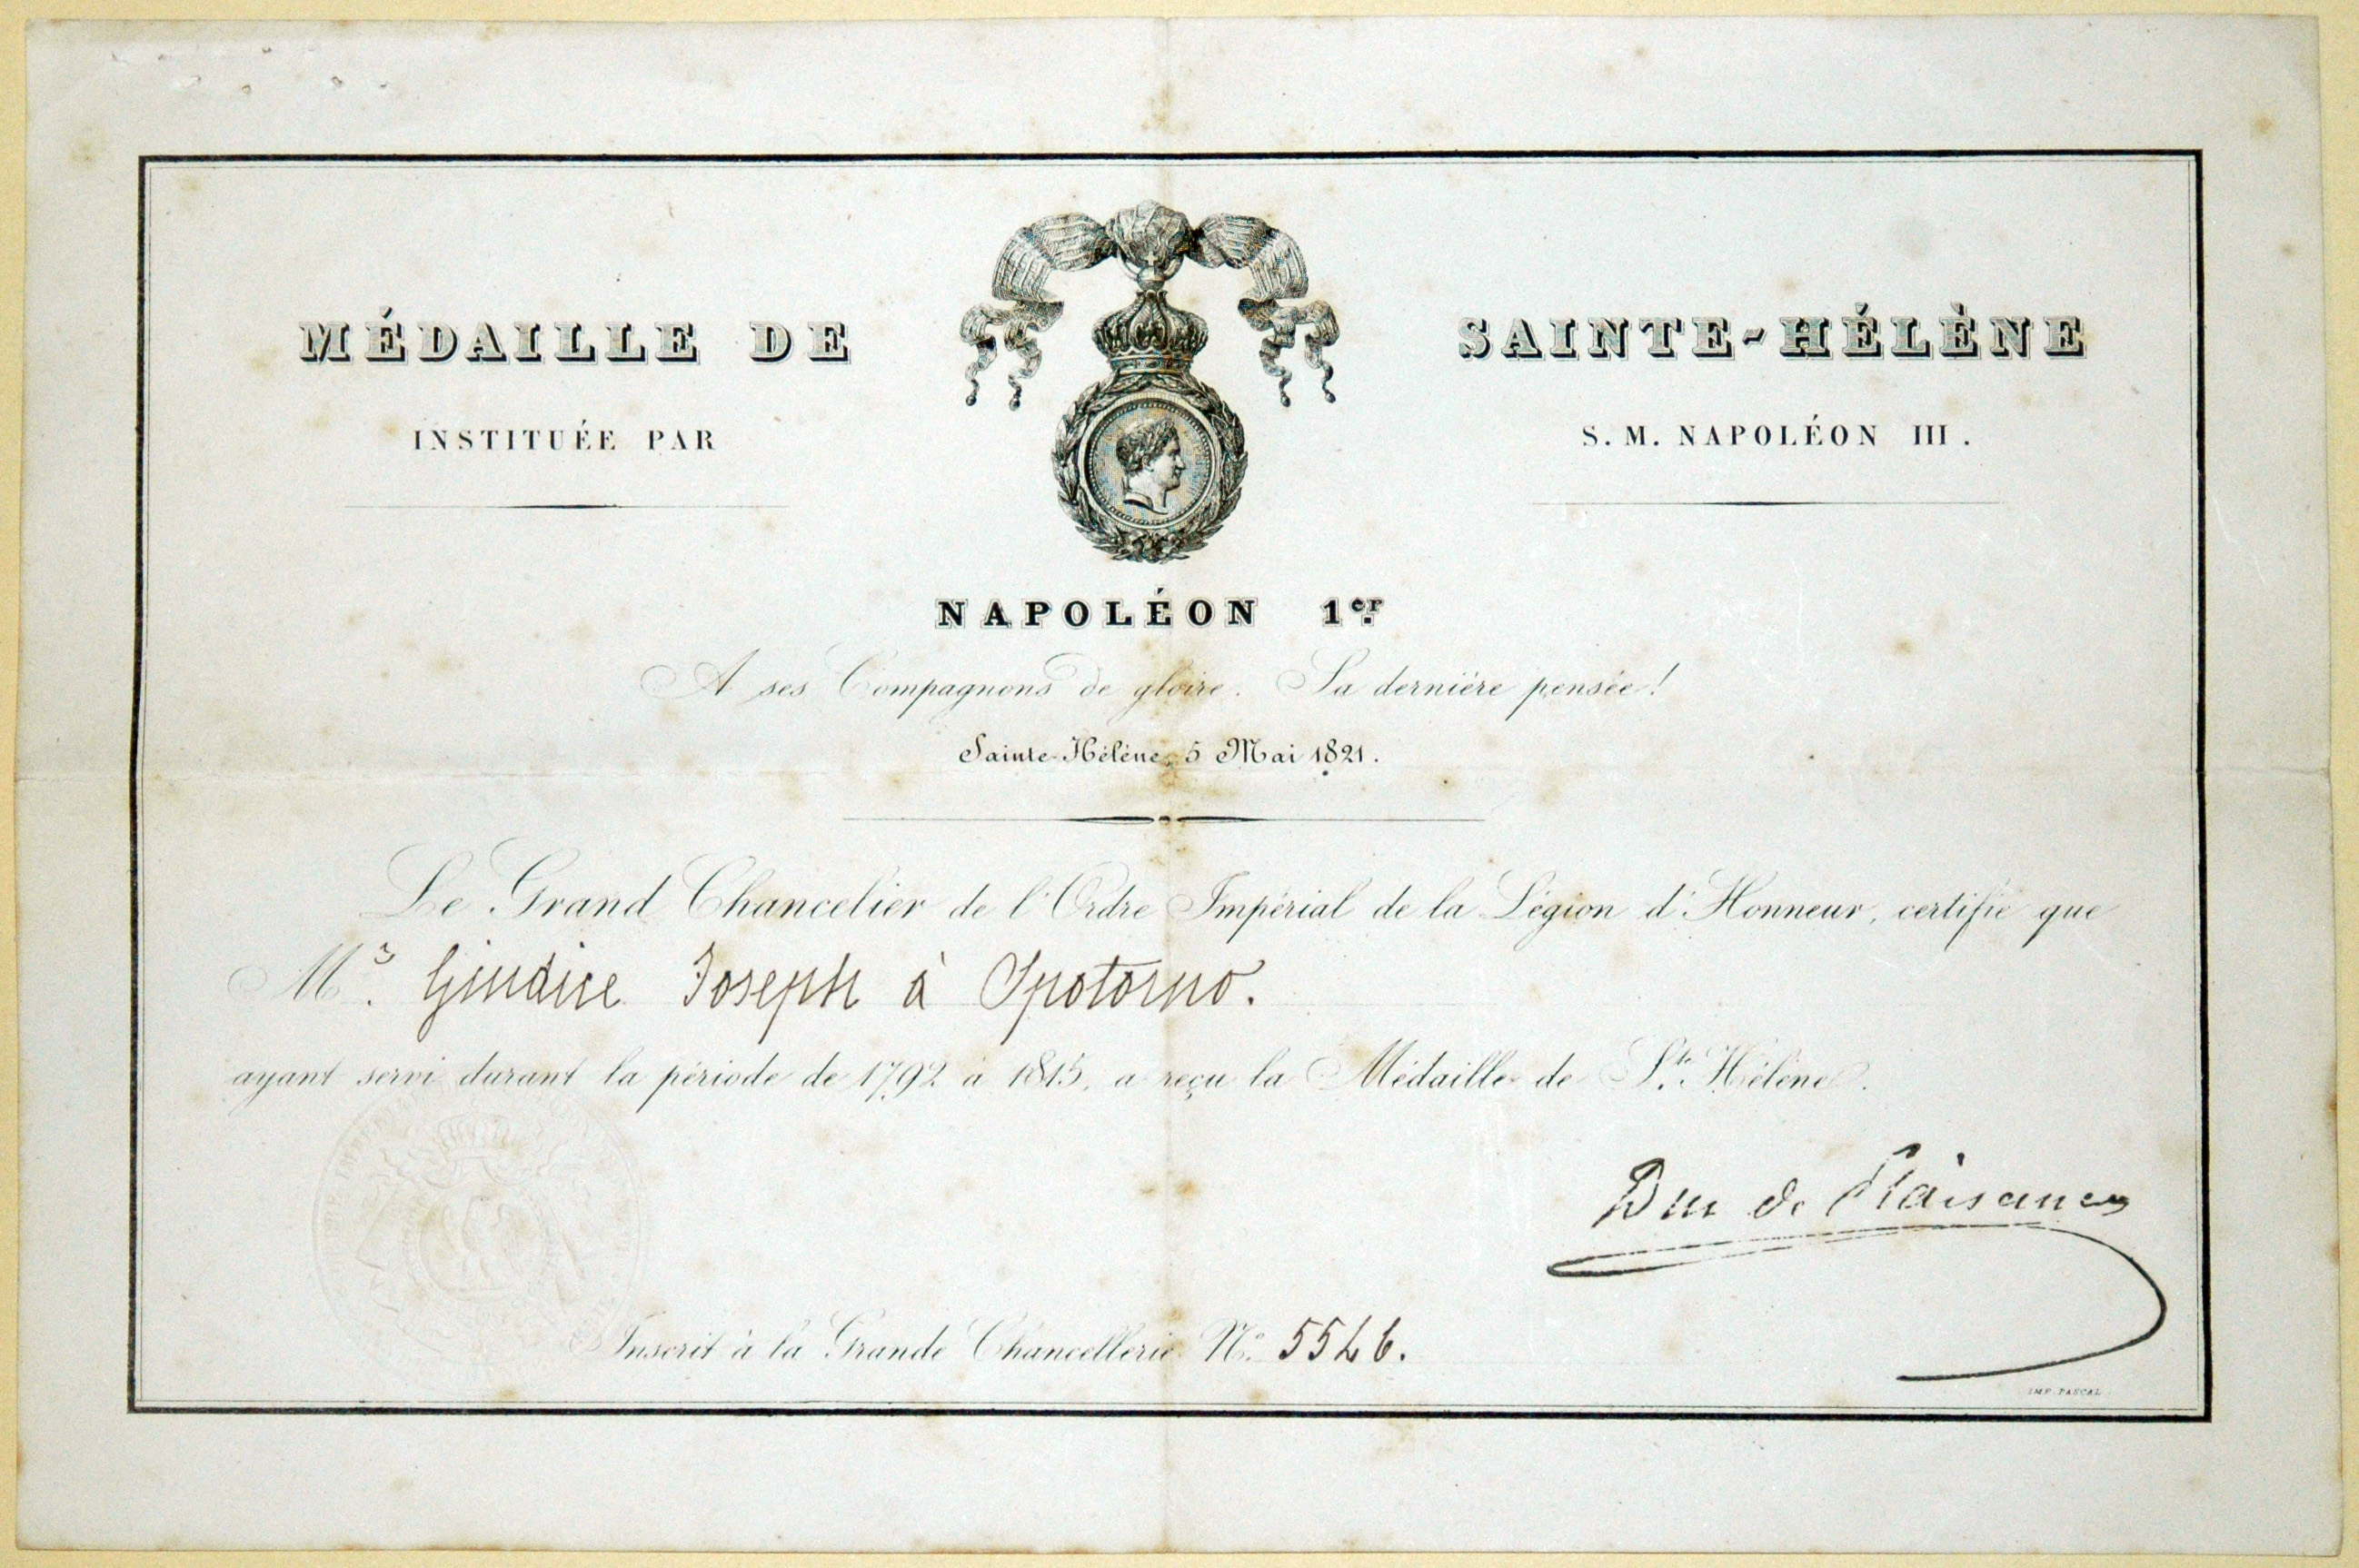 MÉDAILLE DE SAINTE-HÉLÈNE
INSTITUÉE PAR S. M. NAPOLÉON III.
NAPOLÉON 1er
A ses Compagnons de gloire. Sa dernière pensée!
Sainte-Hélène, 5 Mai 1821.
Le Grand Chancelier de l'Ordre Impérial de la Légion d'Honneur, certifie que
Mr. Giudice Joseph à Spotorno.
ayant servi durant la période de 1792 à 1815, a reçu la Médaille de Ste Hélène.
Duc de Plaisance
Inscrit à la Grande Chancellerie No. 5546.
IMP. PASCAL